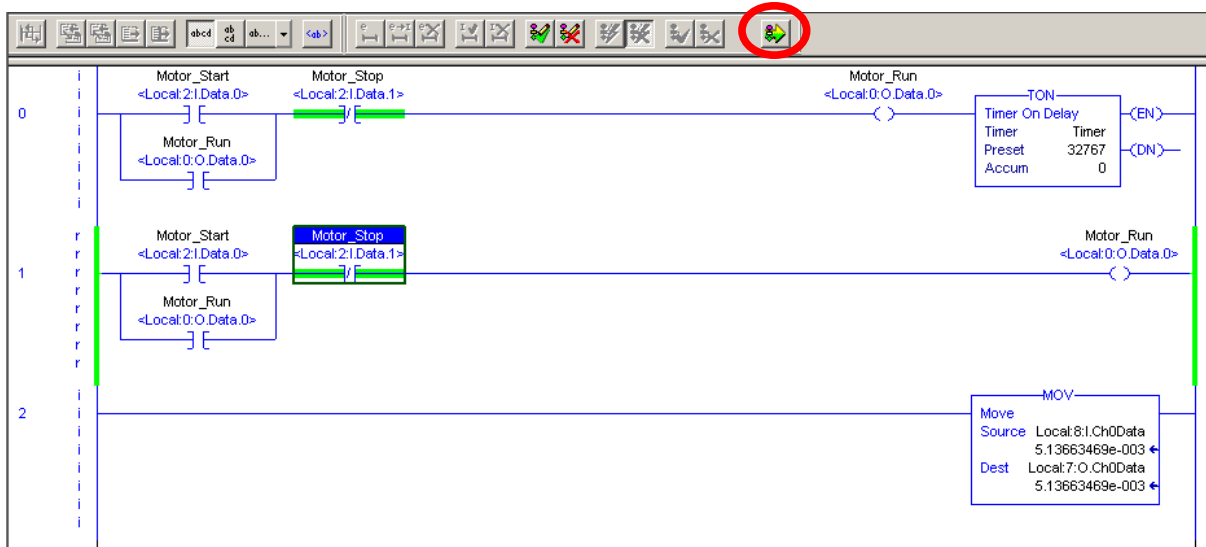 abcd
ab
cd
ab...
<ab>
Motor_Start
<Local:2:I.Data.0>
Motor_Stop
<Local:2:I.Data.1>
Motor_Run
<Local:0:O.Data.0>
0
i
i
i
i
i
i
i
i
TON
Timer On Delay
Timer Timer
Preset 32767
Accum 0
(EN)
(DN)
Motor_Run
<Local:0:O.Data.0>
Motor_Start
<Local:2:I.Data.0>
Motor_Stop
<Local:2:I.Data.1>
Motor_Run
<Local:0:O.Data.0>
1
r
r
r
r
r
r
r
r
Motor_Run
<Local:0:O.Data.0>
2
i
i
i
i
i
i
i
i
MOV
Move
Source Local:8:I.Ch0Data
5.13663469e-003
Dest Local:7:O.Ch0Data
5.13663469e-003